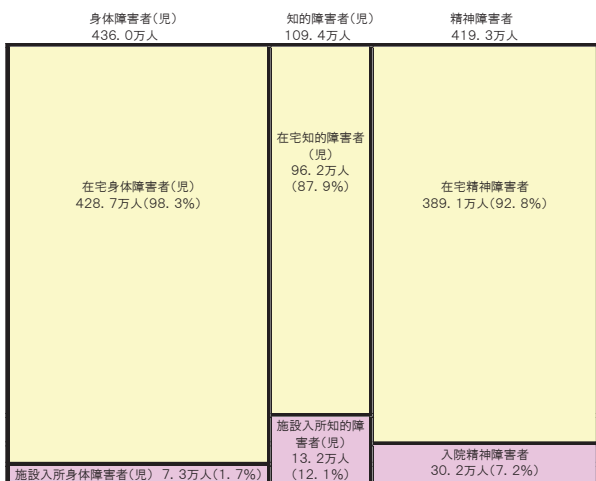 身体障害者(児)
436. 0万人
知的障害者(児)
109. 4万人
精神障害者
419. 3万人
在宅身体障害者(児)
428. 7万人(98. 3%)
在宅知的障害者
(児)
96. 2万人
(87. 9%)
在宅精神障害者
389. 1万人(92. 8%)
施設入所身体障害者(児) 7. 3万人(1. 7%)
施設入所知的障
害者(児)
13. 2万人
(12. 1%)
入院精神障害者
30. 2万人(7. 2%)